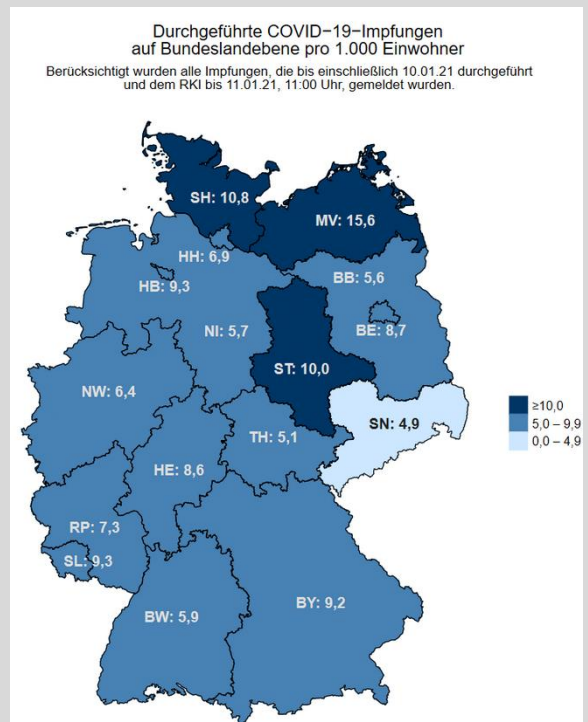 Durchgeführte COVID−19−Impfungen
auf Bundeslandebene pro 1.000 Einwohner
Berücksichtigt wurden alle Impfungen, die bis einschließlich 10.01.21 durchgeführt
und dem RKI bis 11.01.21, 11:00 Uhr, gemeldet wurden.
SH: 10,8
MV: 15,6
HH: 6,9
HB: 9,3
BB: 5,6
NI: 5,7
BE: 8,7
ST: 10,0
NW: 6,4
SN: 4,9
TH: 5,1
HE: 8,6
RP: 7,3
SL: 9,3
BW: 5,9
BY: 9,2
≥10,0
5,0 – 9,9
0,0 – 4,9